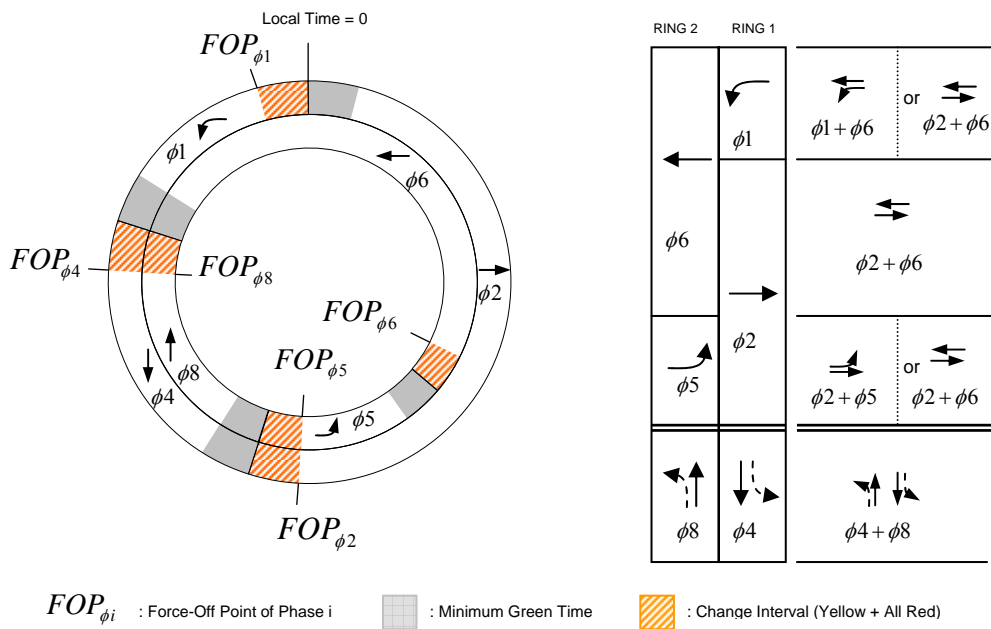 Local Time = 0
FOPϕ1
ϕ1
ϕ6
FOPϕ4
FOPϕ8
ϕ2
FOPϕ6
FOPϕ5
ϕ8
ϕ4
ϕ5
FOPϕ2
RING 2 RING 1
ϕ1
ϕ1+ϕ6 or ϕ2+ϕ6
ϕ6
ϕ2+ϕ6
ϕ2
ϕ5
ϕ2+ϕ5 or ϕ2+ϕ6
ϕ8 ϕ4 ϕ4+ϕ8
FOPϕi : Force-Off Point of Phase i : Minimum Green Time : Change Interval (Yellow + All Red)